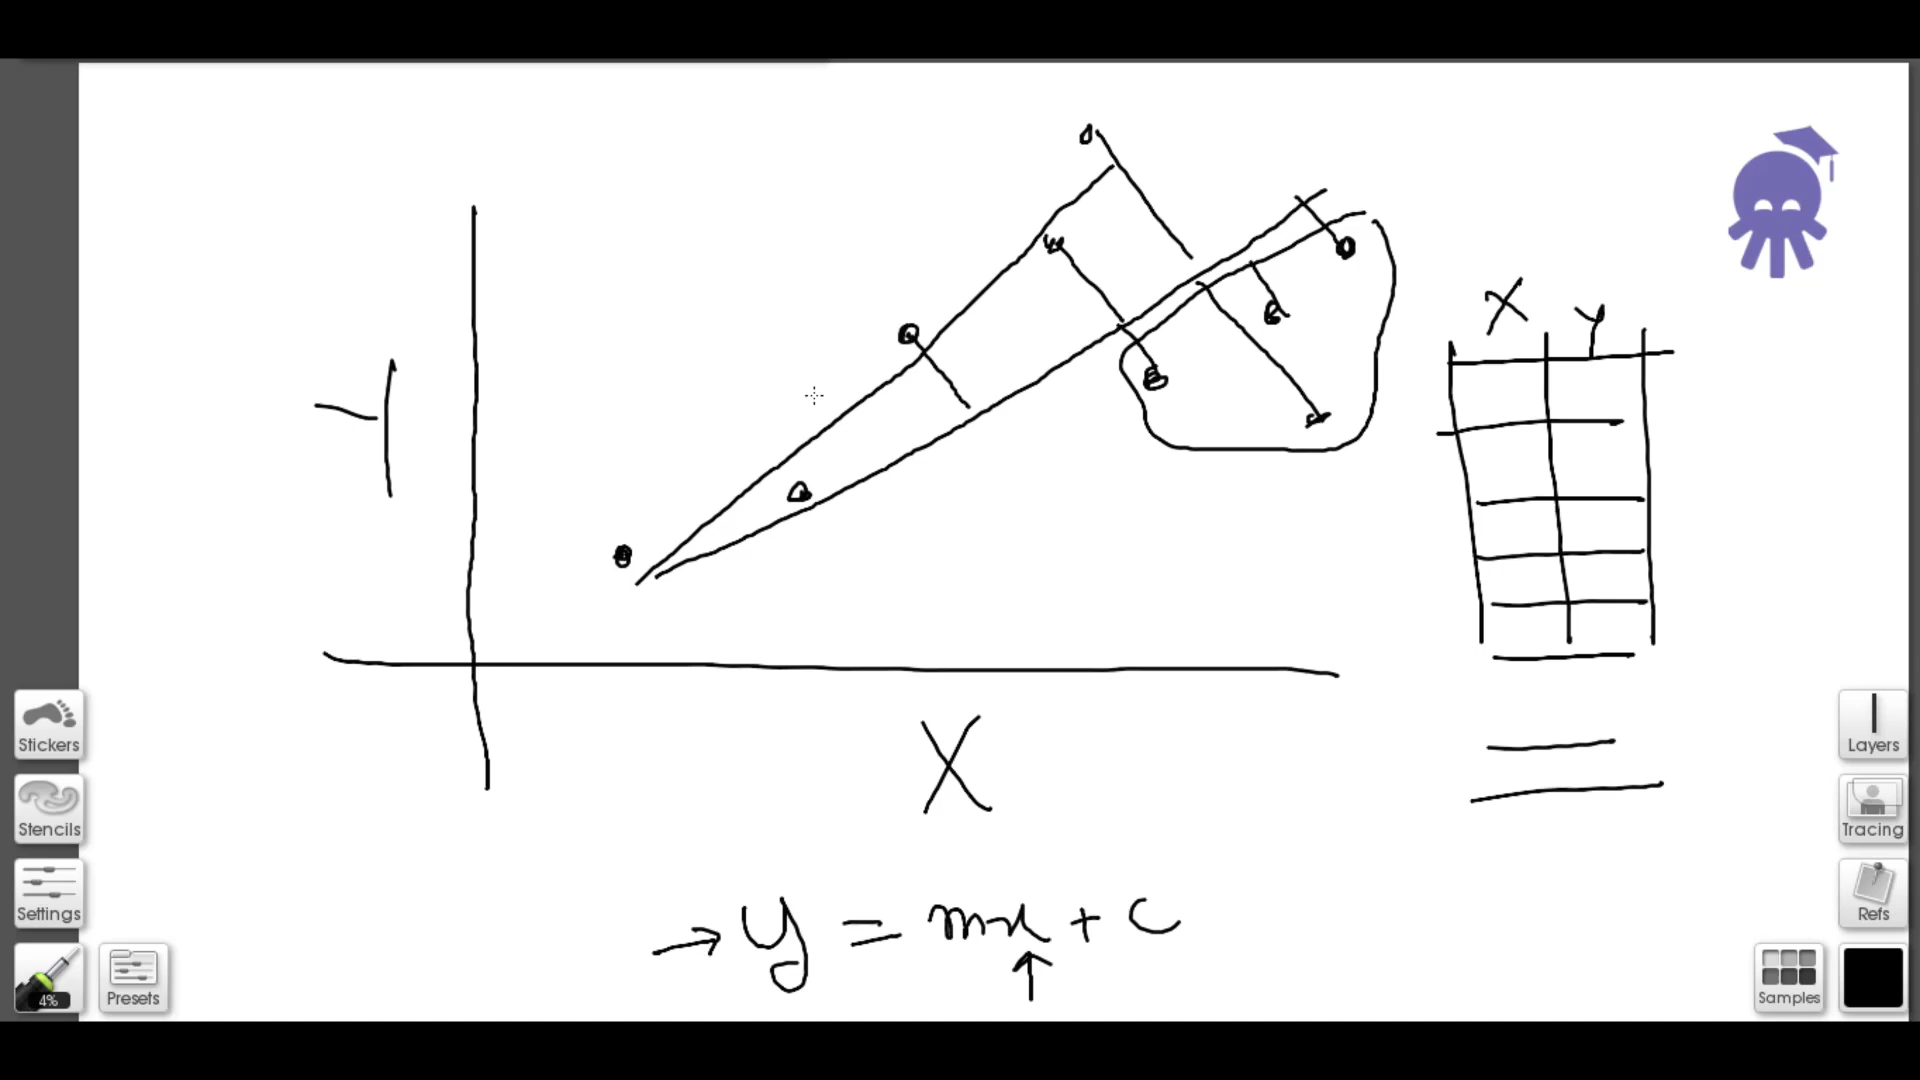 X Y
Y
X
→ y = mx + c
↑
Stickers
Stencils
Settings
4%
Presets
Layers
Tracing
Refs
Samples